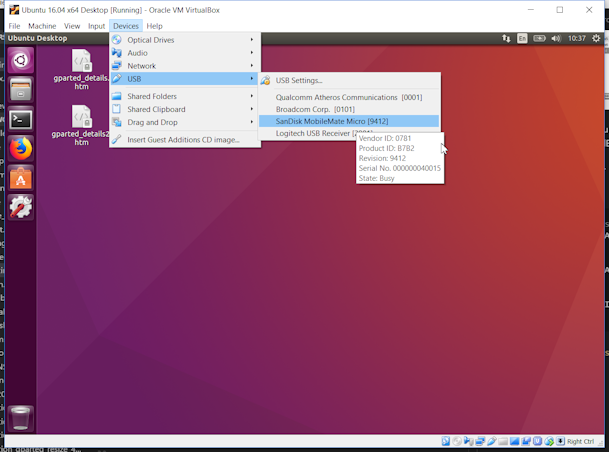 Ubuntu 16.04 x64 Desktop [Running] - Oracle VM VirtualBox
File Machine View Input Devices Help
Ubuntu Desktop
En
10:37
Optical Drives
Audio
Network
USB
Shared Folders
Shared Clipboard
Drag and Drop
Insert Guest Additions CD image...
USB Settings...
Qualcomm Atheros Communications [0001]
Broadcom Corp. [0101]
SanDisk MobileMate Micro [9412]
Logitech USB Receiver
Vendor ID: 0781
Product ID: B7B2
Revision: 9412
Serial No. 000000040015
State: Busy
gparted_details.
htm
gparted_details2
htm
Right Ctrl